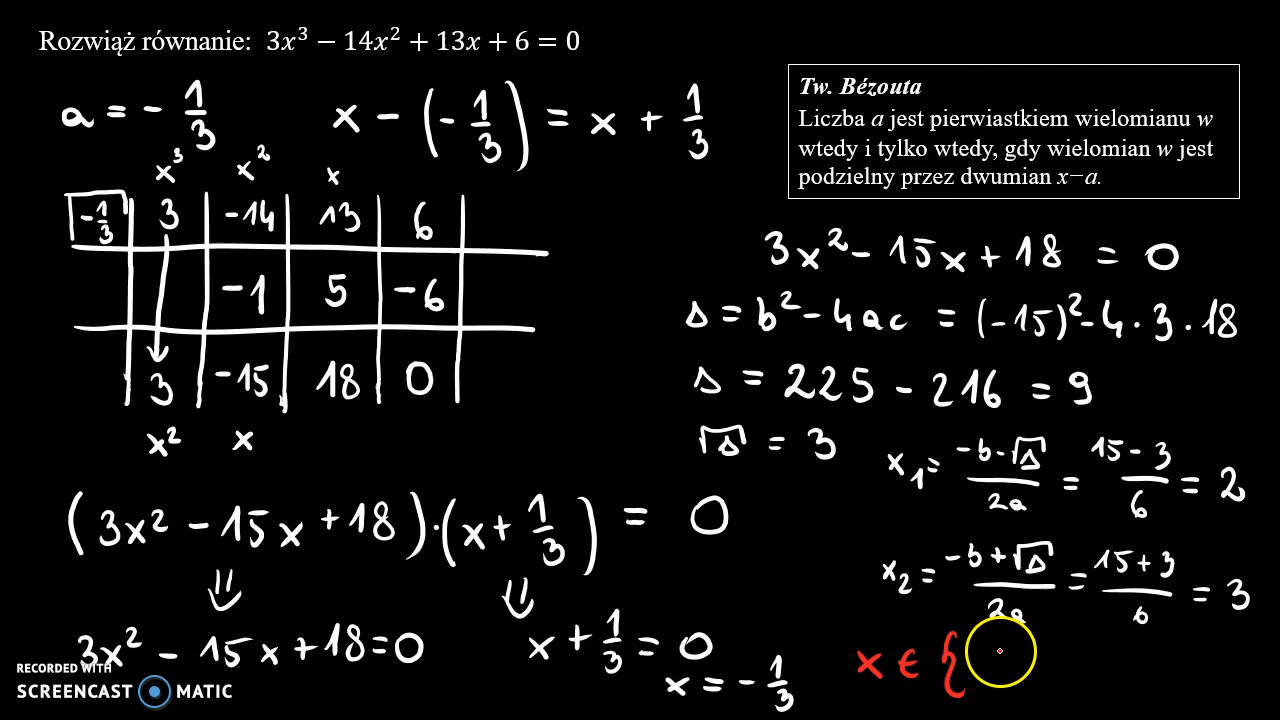 Rozwiąż równanie: 3x³ − 14x² + 13x + 6 = 0
a = - 1/3
x - (- 1/3) = x + 1/3
Tw. Bézouta
Liczba a jest pierwiastkiem wielomianu w
wtedy i tylko wtedy, gdy wielomian w jest
podzielny przez dwumian x−a.
x³ x² x
-1/3 3 -14 13 6
-1 5 -6
3 -15 18 0
x² x
3x² - 15x + 18 = 0
Δ = b² - 4ac = (-15)² - 4 · 3 · 18
Δ = 225 - 216 = 9
√Δ = 3
x₁ = (-b-√Δ)/2a = (15-3)/6 = 2
x₂ = (-b+√Δ)/2a = (15+3)/6 = 3
(3x² - 15x + 18) · (x + 1/3) = 0
3x² - 15x + 18 = 0
x + 1/3 = 0
x = - 1/3
x ∈ {
RECORDED WITH
SCREENCAST MATIC